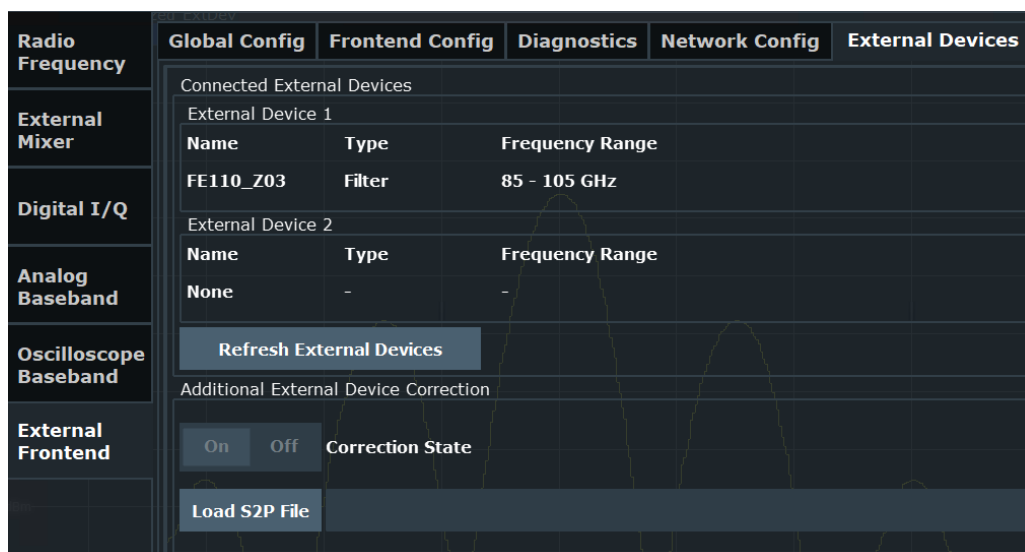 Radio
Frequency
External
Mixer
Digital I/Q
Analog
Baseband
Oscilloscope
Baseband
External
Frontend
Global Config Frontend Config Diagnostics Network Config External Devices
Connected External Devices
External Device 1
Name Type Frequency Range
FE110_Z03 Filter 85 - 105 GHz
External Device 2
Name Type Frequency Range
None - -
Refresh External Devices
Additional External Device Correction
On Off Correction State
Load S2P File